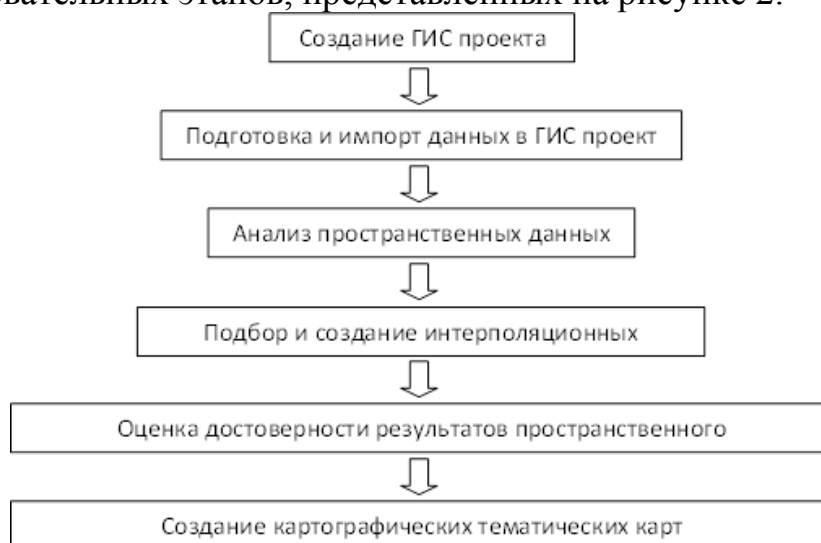 овательных этапов, представленных на рисунке 2.
Создание ГИС проекта
Подготовка и импорт данных в ГИС проект
Анализ пространственных данных
Подбор и создание интерполяционных
Оценка достоверности результатов пространственного
Создание картографических тематических карт